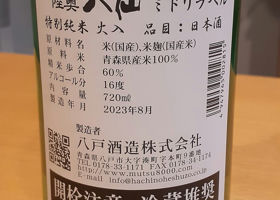 陸奥八仙 ミドリラベル
特別純米 火入 品目：日本酒
原材料名 米(国産)、米麹(国産米)
原料米 青森県産米100%
精米歩合 60%
アルコール分 16度
内容量 720ml
製造年月 2023年8月
製造者
八戸酒造株式会社
青森県八戸市大字湊町字本町9番地
TEL 0178-33-1171 FAX 0178-34-1174
http://www.mutsu8000.com
e-mail: info@hachinoheshuzo.co.jp
開栓注意 冷蔵推奨